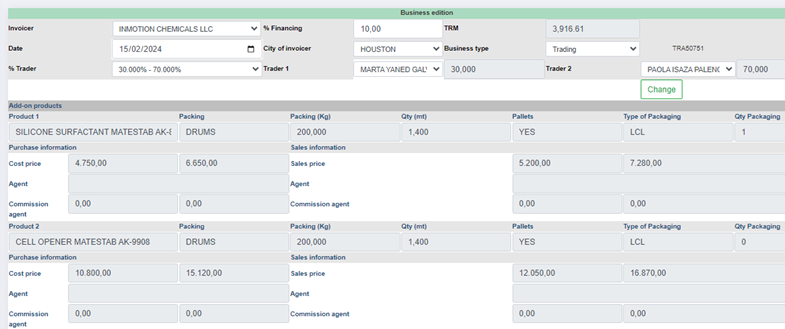 Business edition
Invoicer INMOTION CHEMICALS LLC % Financing 10,00 TRM 3,916.61
Date 15/02/2024 City of invoicer HOUSTON Business type Trading TRA50751
% Trader 30.000% - 70.000% Trader 1 MARTA YANED GAL 30,000 Trader 2 PAOLA ISAZA PALENC 70,000
Change
Add-on products
Product 1 Packing Packing (Kg) Qty (mt) Pallets Type of Packaging Qty Packaging
SILICONE SURFACTANT MATESTAB AK-8 DRUMS 200,000 1,400 YES LCL 1
Purchase information Sales information
Cost price 4.750,00 6.650,00 Sales price 5.200,00 7.280,00
Agent Agent
Commission agent 0,00 0,00 Commission agent 0,00 0,00
Product 2 Packing Packing (Kg) Qty (mt) Pallets Type of Packaging Qty Packaging
CELL OPENER MATESTAB AK-9908 DRUMS 200,000 1,400 YES LCL 0
Purchase information Sales information
Cost price 10.800,00 15.120,00 Sales price 12.050,00 16.870,00
Agent Agent
Commission agent 0,00 0,00 Commission agent 0,00 0,00